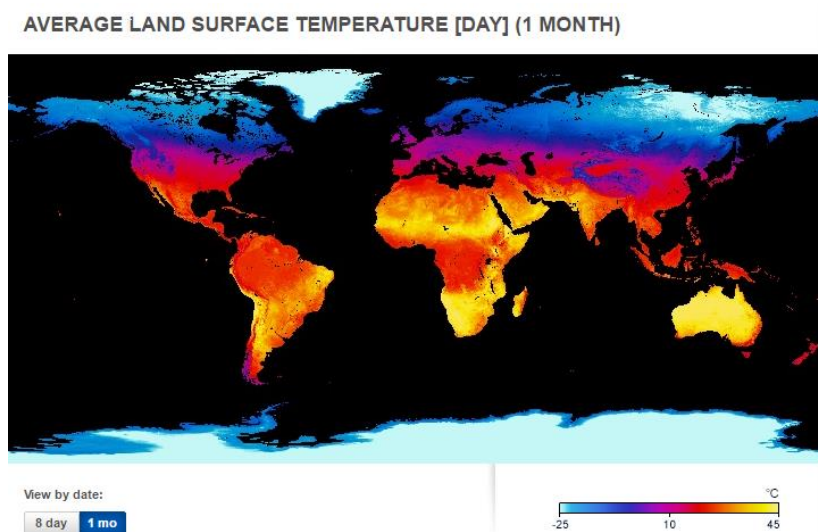 AVERAGE LAND SURFACE TEMPERATURE [DAY] (1 MONTH)
View by date:
8 day 1 mo
°C
-25 10 45